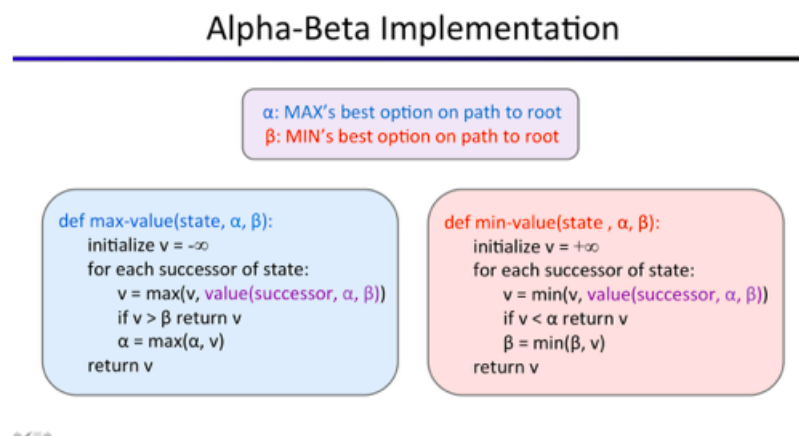 Alpha-Beta Implementation
α: MAX's best option on path to root
β: MIN's best option on path to root
def max-value(state, α, β):
initialize v = -∞
for each successor of state:
v = max(v, value(successor, α, β))
if v > β return v
α = max(α, v)
return v
def min-value(state , α, β):
initialize v = +∞
for each successor of state:
v = min(v, value(successor, α, β))
if v < α return v
β = min(β, v)
return v